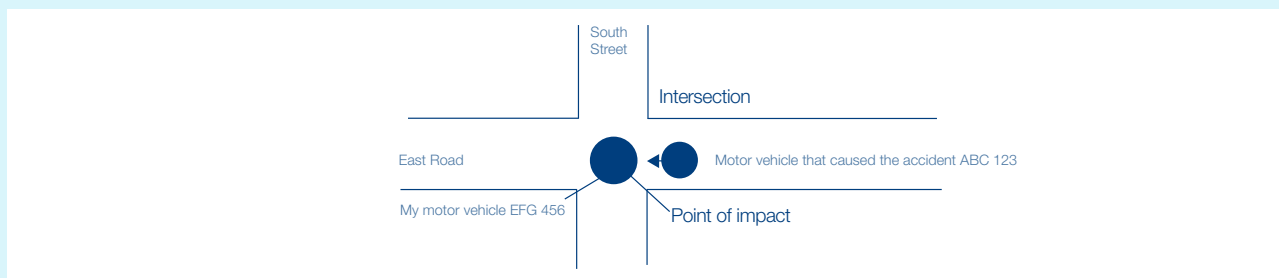 South
Street
Intersection
East Road
Motor vehicle that caused the accident ABC 123
My motor vehicle EFG 456
Point of impact